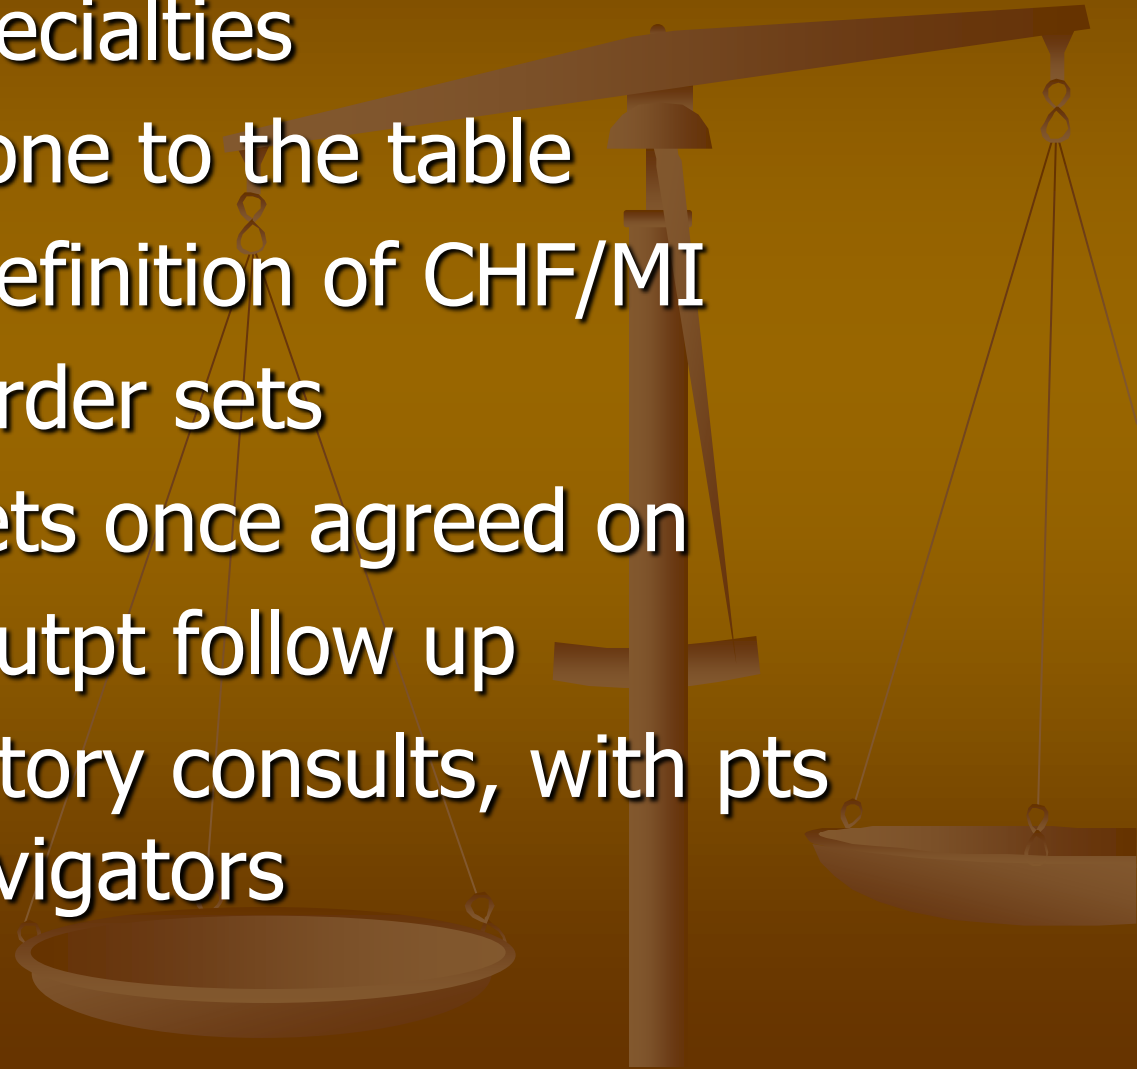 ecialties
one to the table
efinition of CHF/MI
rder sets
ets once agreed on
utpt follow up
tory consults, with pts
vigators